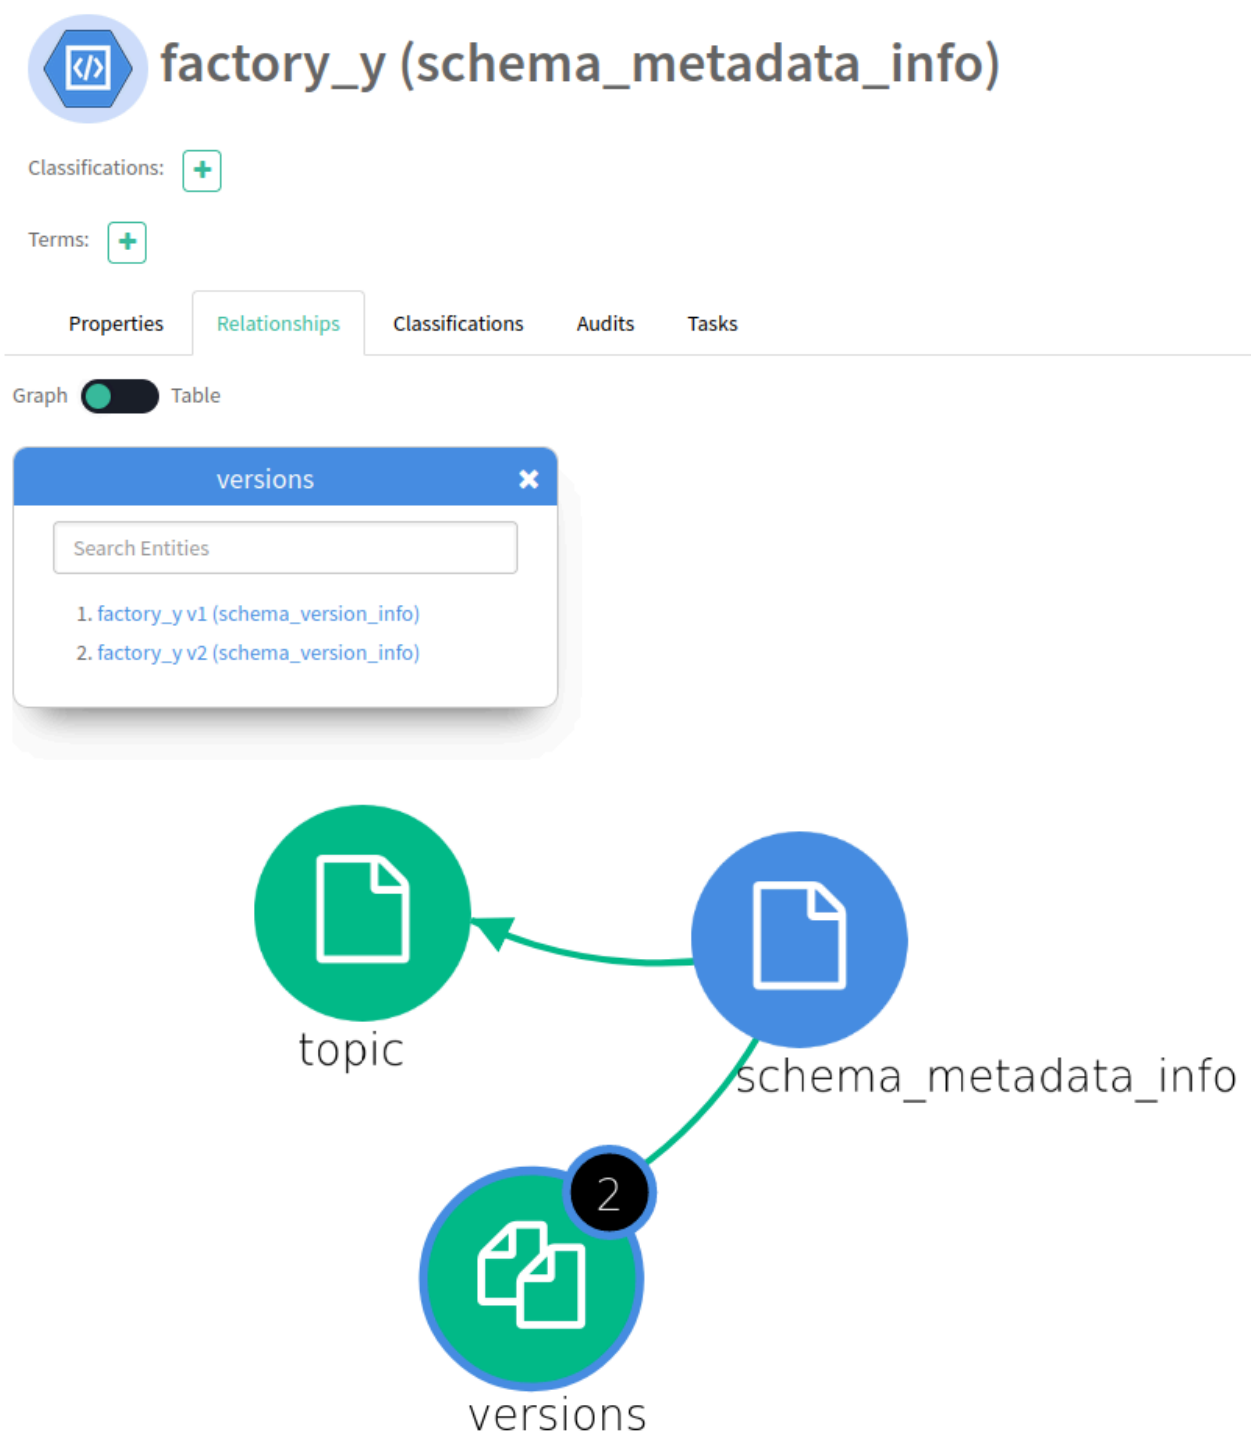 factory_y (schema_metadata_info)
Classifications:
Terms:
Properties Relationships Classifications Audits Tasks
Graph Table
versions
Search Entities
1. factory_y v1 (schema_version_info)
2. factory_y v2 (schema_version_info)
topic
schema_metadata_info
2
versions